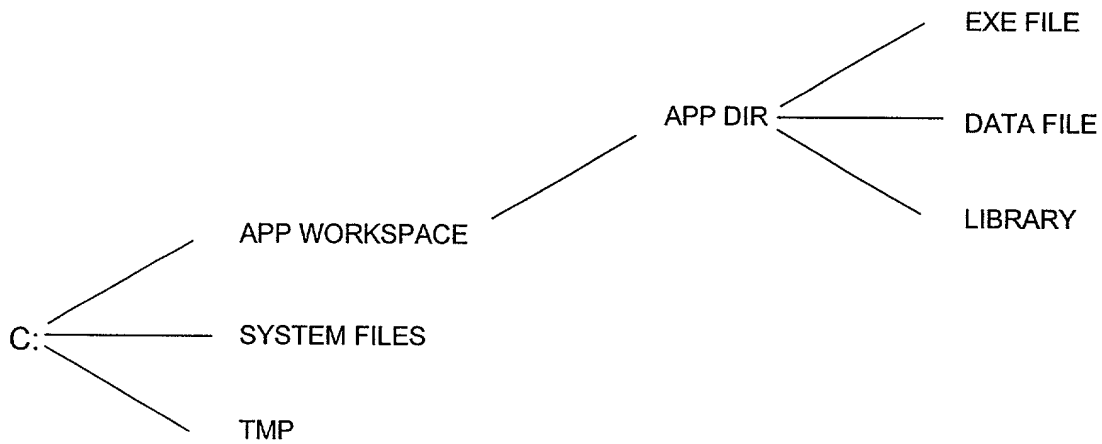 EXE FILE
APP DIR
DATA FILE
LIBRARY
APP WORKSPACE
C:
SYSTEM FILES
TMP